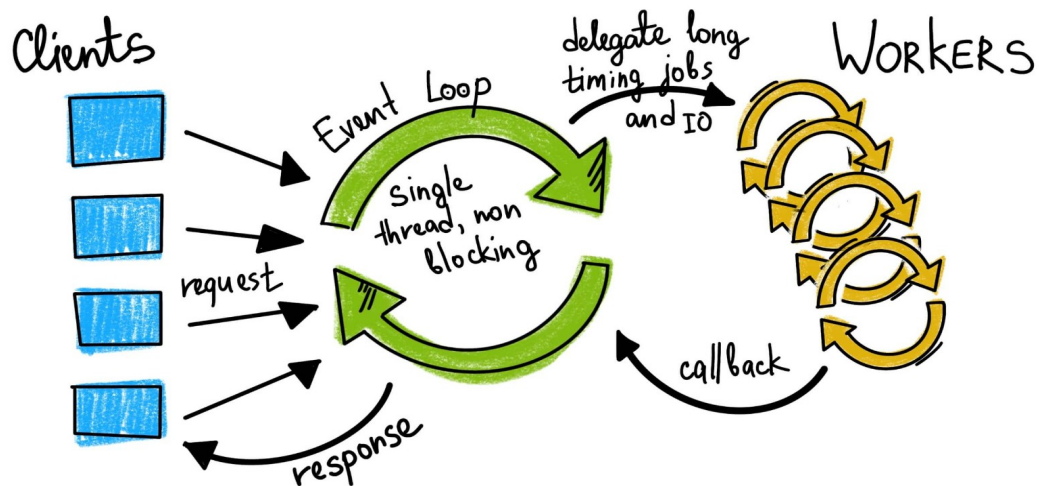 Clients
request
response
Event Loop
single
thread, non
blocking
delegate long
timing jobs
and IO
WORKERS
callback